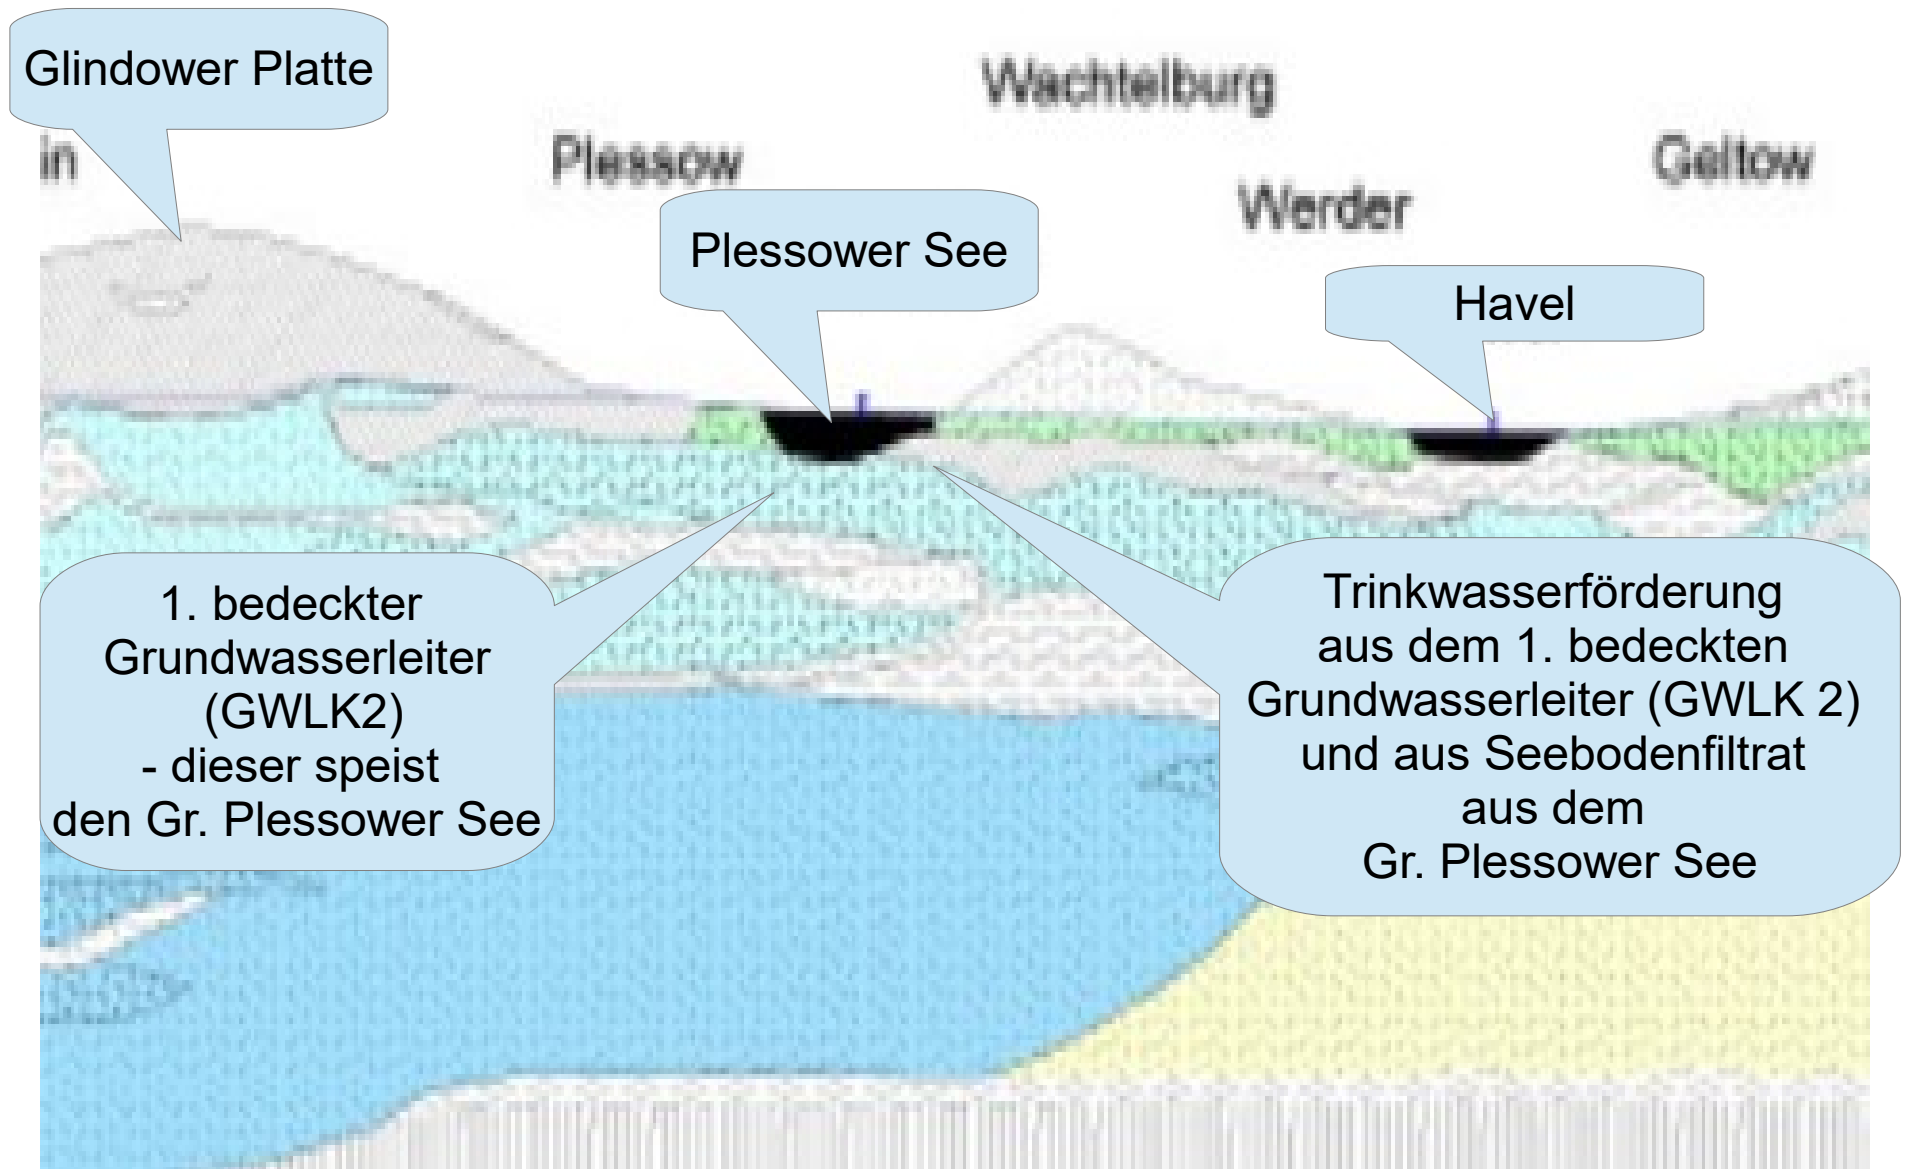 Glindower Platte
in
Plessow
Wachtelburg
Werder
Geltow
Plessower See
Havel
1. bedeckter
Grundwasserleiter
(GWLK2)
- dieser speist
den Gr. Plessower See
Trinkwasserförderung
aus dem 1. bedeckten
Grundwasserleiter (GWLK 2)
und aus Seebodenfiltrat
aus dem
Gr. Plessower See